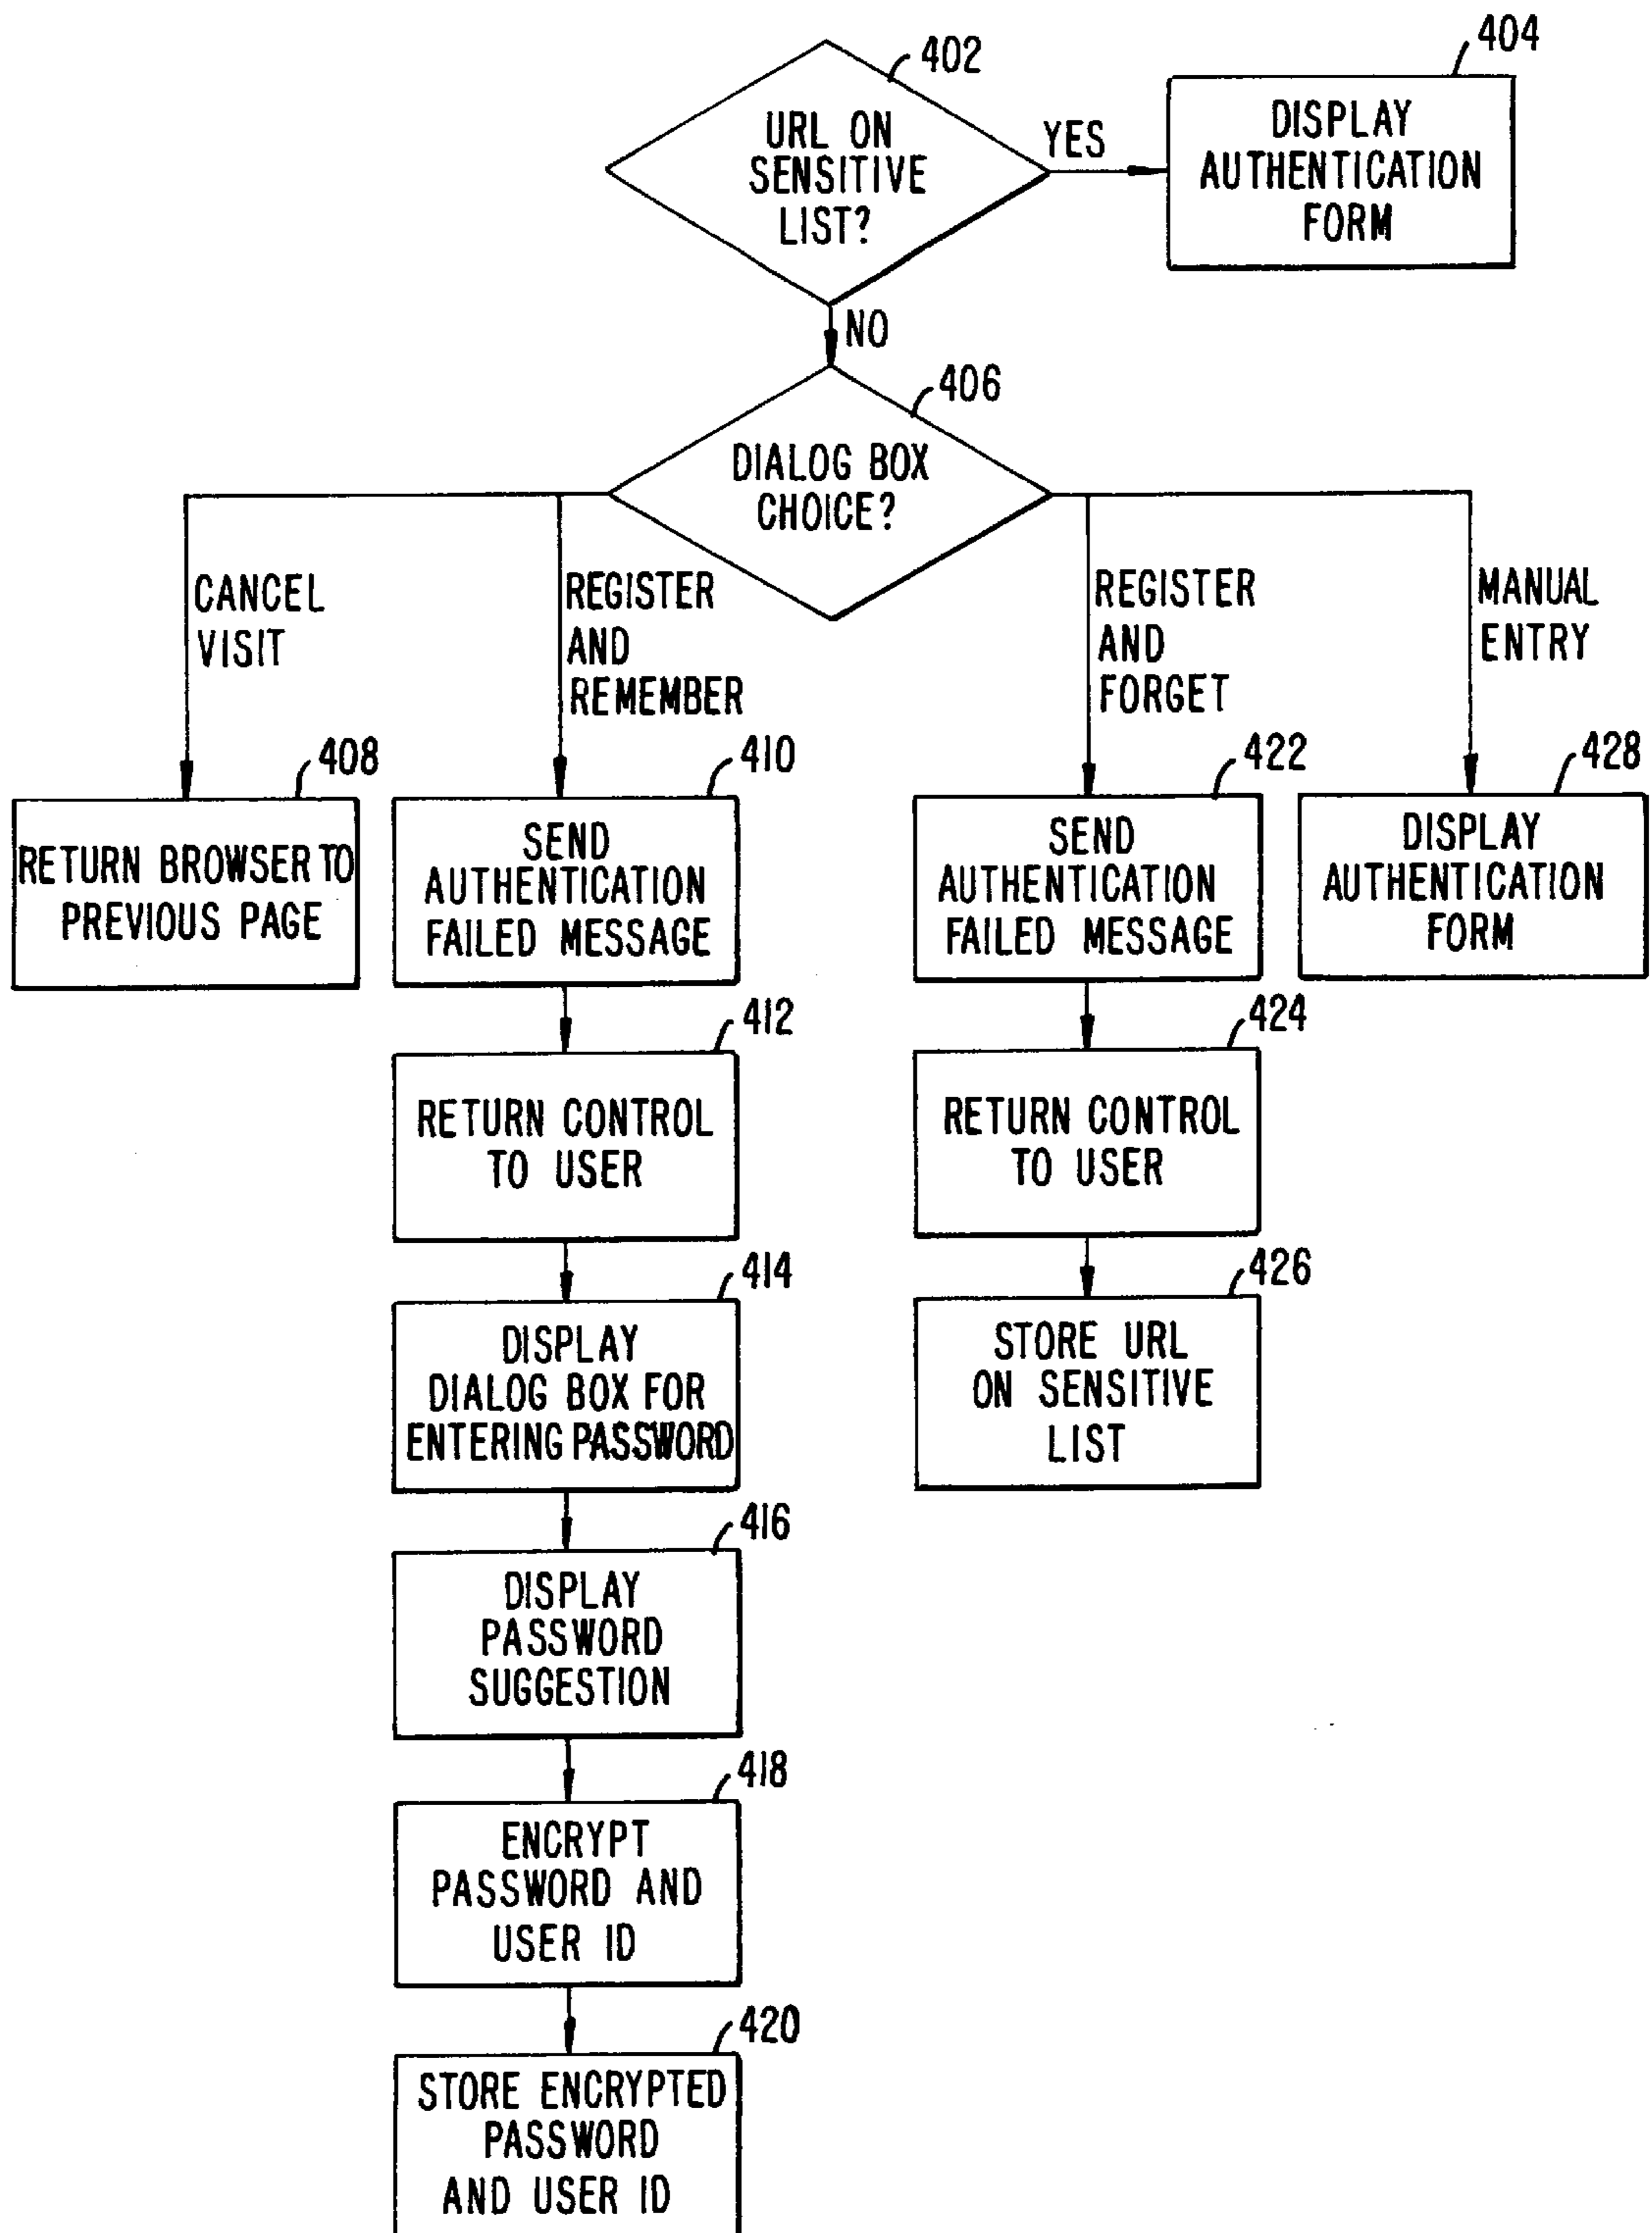 402
URL ON
SENSITIVE
LIST?
YES
404
DISPLAY
AUTHENTICATION
FORM
NO
406
DIALOG BOX
CHOICE?
CANCEL
VISIT
REGISTER
AND
REMEMBER
REGISTER
AND
FORGET
MANUAL
ENTRY
408
RETURN BROWSER TO
PREVIOUS PAGE
410
SEND
AUTHENTICATION
FAILED MESSAGE
422
SEND
AUTHENTICATION
FAILED MESSAGE
428
DISPLAY
AUTHENTICATION
FORM
412
RETURN CONTROL
TO USER
424
RETURN CONTROL
TO USER
414
DISPLAY
DIALOG BOX FOR
ENTERING PASSWORD
426
STORE URL
ON SENSITIVE
LIST
416
DISPLAY
PASSWORD
SUGGESTION
418
ENCRYPT
PASSWORD AND
USER ID
420
STORE ENCRYPTED
PASSWORD
AND USER ID